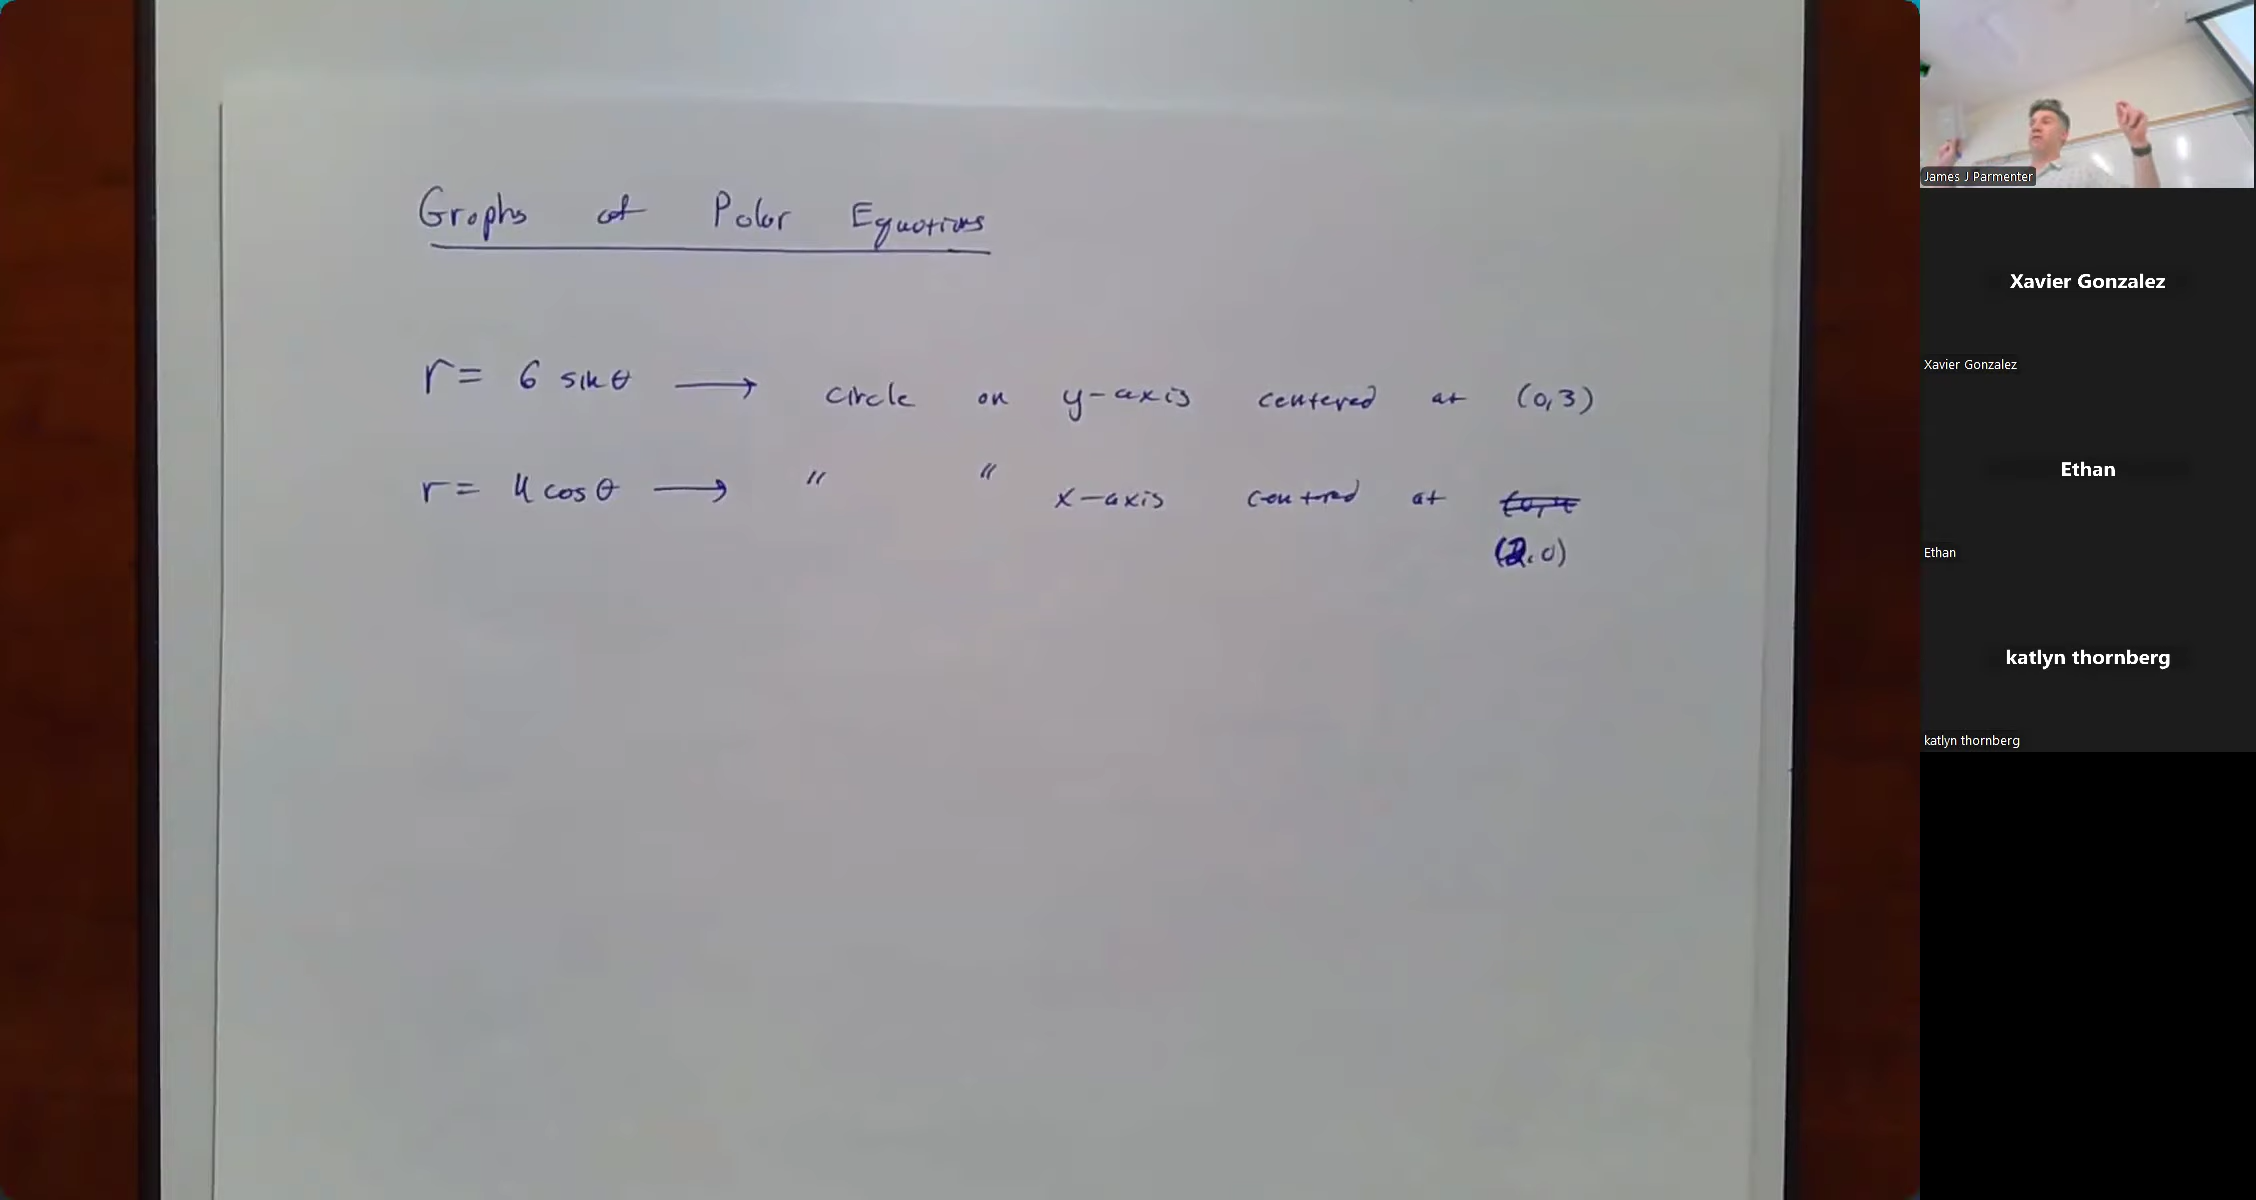 Graphs of Polar Equations
r = 6 sin θ → circle on y-axis centered at (0,3)
r = 4 cos θ → " " x-axis centred at
(2,0)
James J Parmenter
Xavier Gonzalez
Xavier Gonzalez
Ethan
Ethan
katlyn thornberg
katlyn thornberg